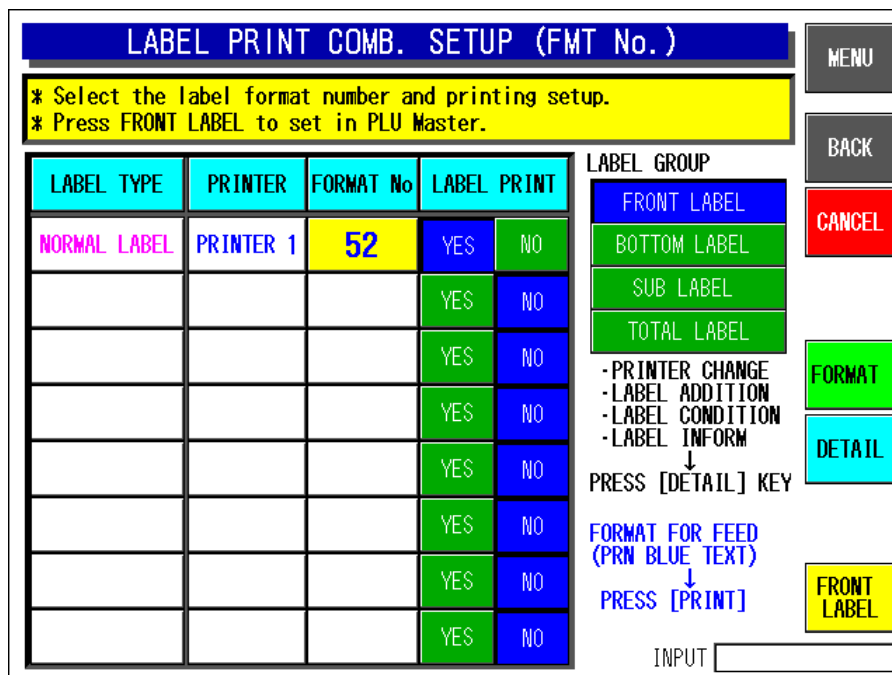 LABEL PRINT COMB. SETUP (FMT No.)
MENU
* Select the label format number and printing setup.
* Press FRONT LABEL to set in PLU Master.
BACK
CANCEL
LABEL TYPE PRINTER FORMAT No LABEL PRINT
NORMAL LABEL PRINTER 1 52 YES NO
YES NO
YES NO
YES NO
YES NO
YES NO
YES NO
YES NO
LABEL GROUP
FRONT LABEL
BOTTOM LABEL
SUB LABEL
TOTAL LABEL
·PRINTER CHANGE
·LABEL ADDITION
·LABEL CONDITION
·LABEL INFORM
↓
PRESS [DETAIL] KEY
FORMAT FOR FEED
(PRN BLUE TEXT)
↓
PRESS [PRINT]
FORMAT
DETAIL
FRONT
LABEL
INPUT